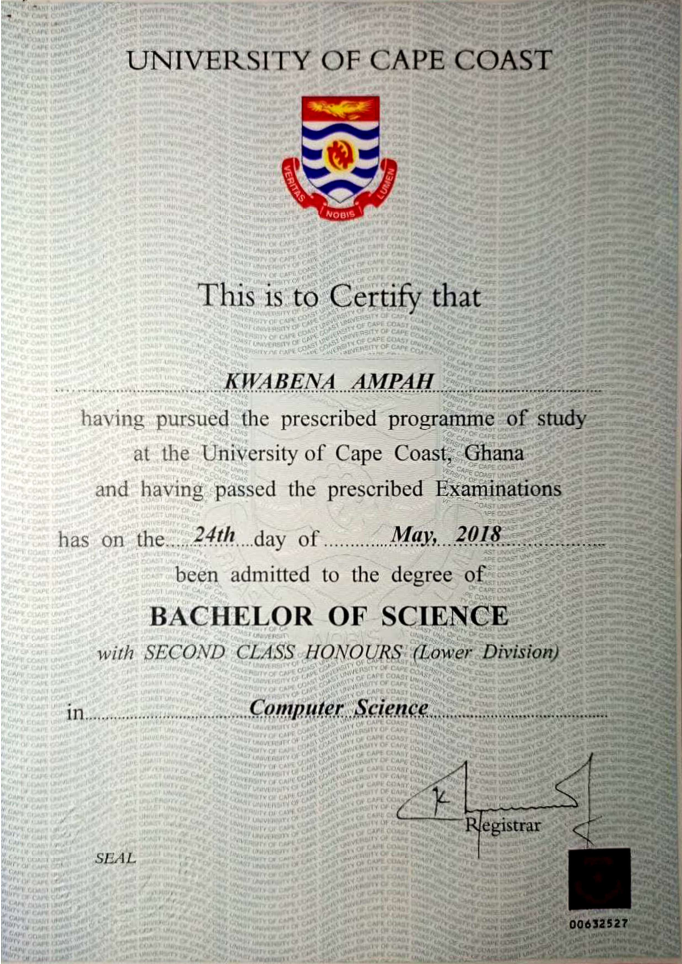 UNIVERSITY OF CAPE COAST
VERITAS NOBIS LUMEN
This is to Certify that
KWABENA AMPAH
having pursued the prescribed programme of study
at the University of Cape Coast, Ghana
and having passed the prescribed Examinations
has on the 24th day of May, 2018
been admitted to the degree of
BACHELOR OF SCIENCE
with SECOND CLASS HONOURS (Lower Division)
in Computer Science
Registrar
SEAL
00632527